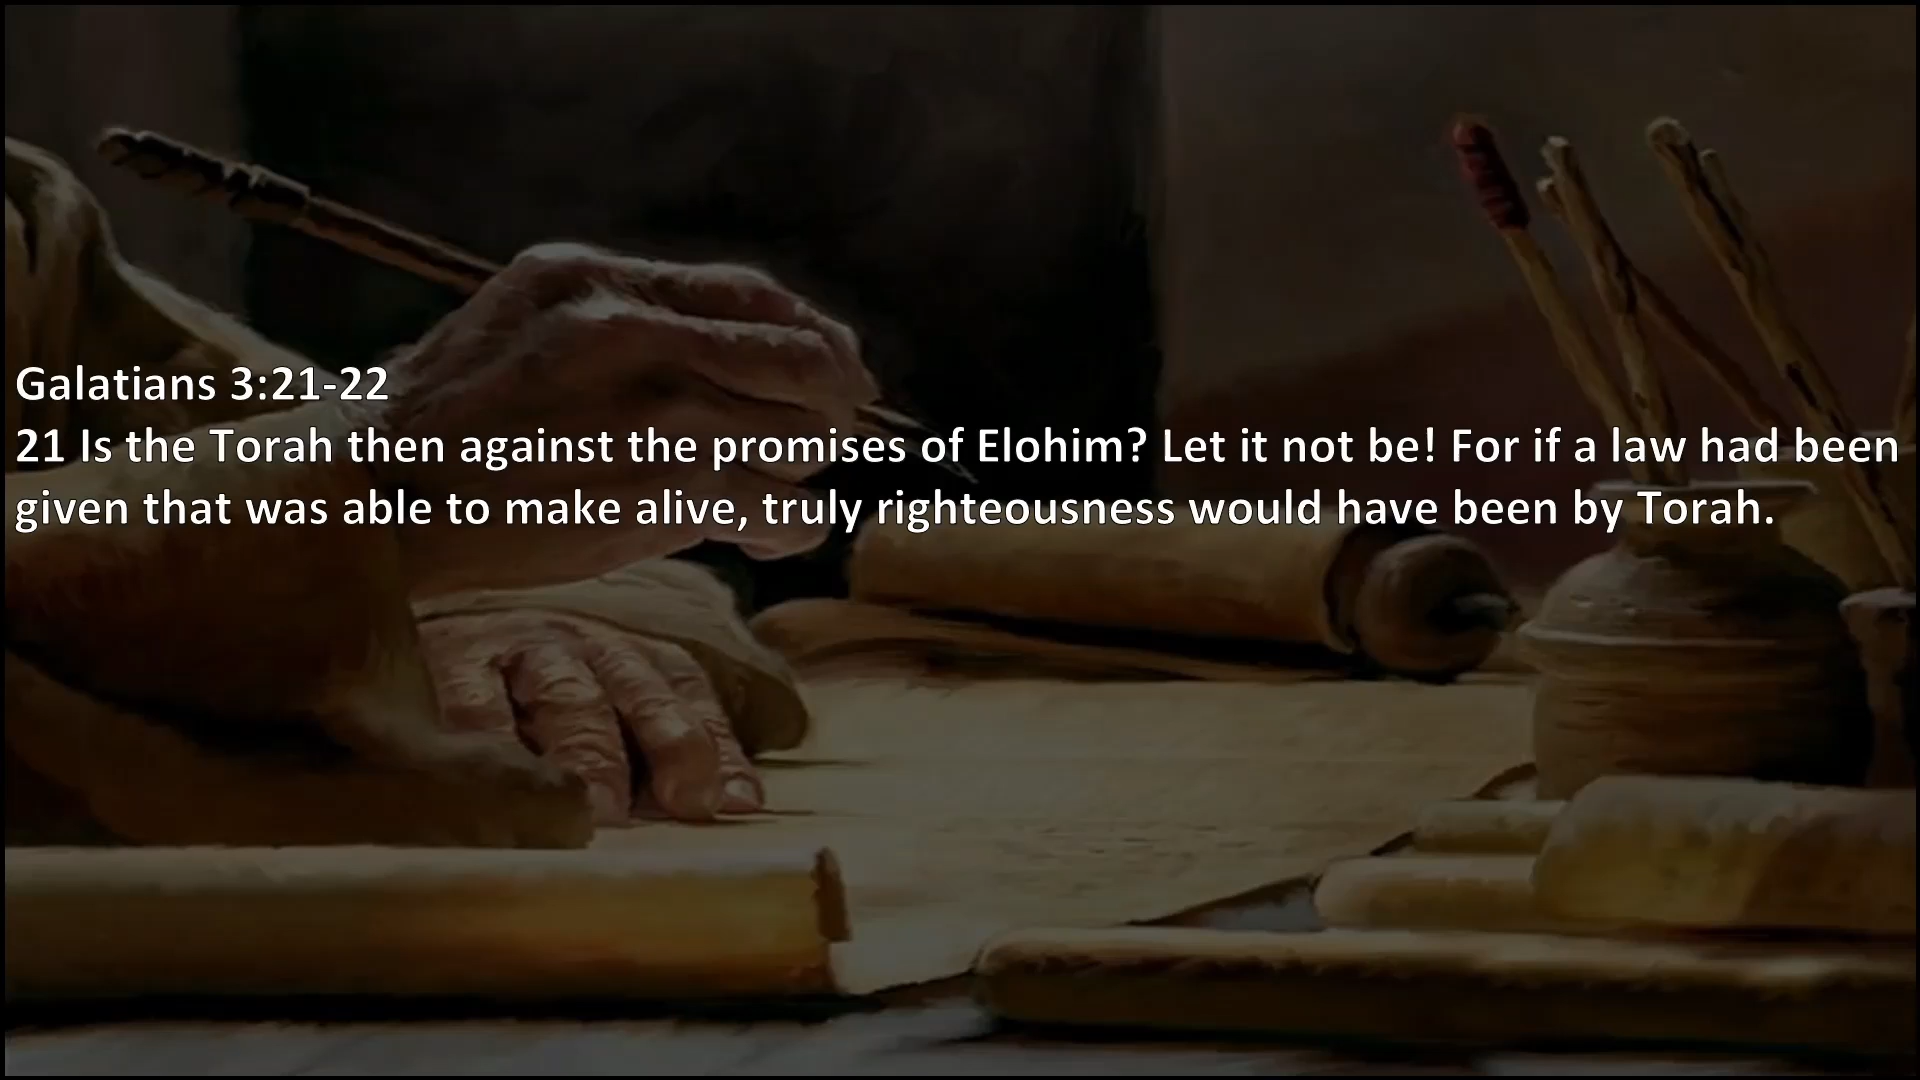 Galatians 3:21-22
21 Is the Torah then against the promises of Elohim? Let it not be! For if a law had been
given that was able to make alive, truly righteousness would have been by Torah.